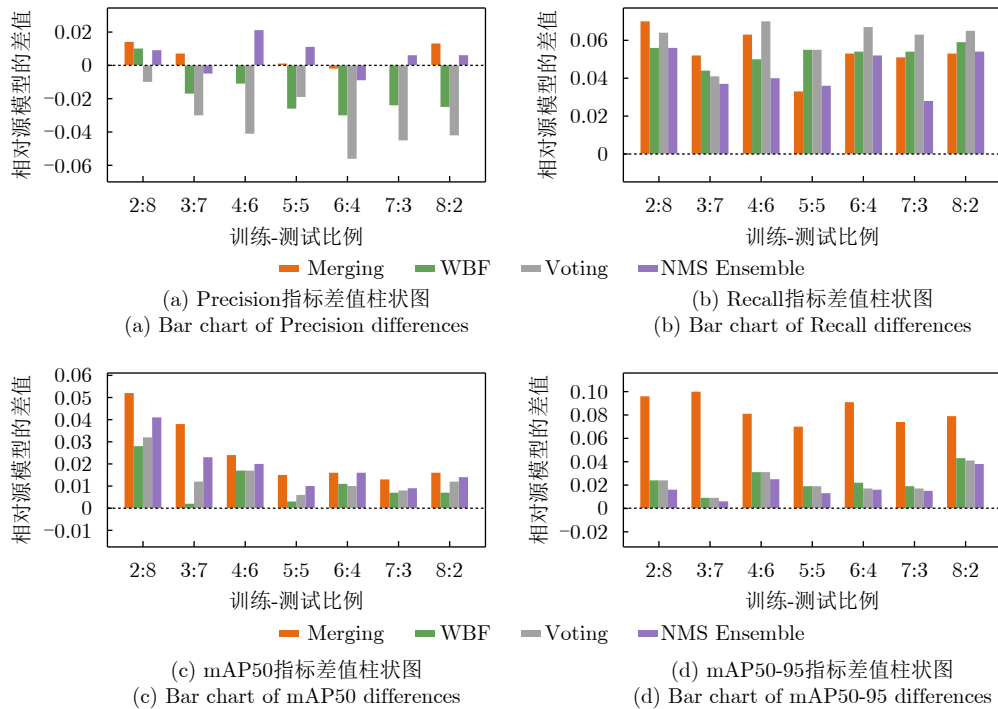 相对源模型的差值
0.02
0
−0.02
−0.04
−0.06
2:8 3:7 4:6 5:5 6:4 7:3 8:2
训练-测试比例
相对源模型的差值
0.06
0.04
0.02
0
2:8 3:7 4:6 5:5 6:4 7:3 8:2
训练-测试比例
Merging WBF Voting NMS Ensemble
(a) Precision指标差值柱状图
(a) Bar chart of Precision differences
(b) Recall指标差值柱状图
(b) Bar chart of Recall differences
相对源模型的差值
0.06
0.05
0.04
0.03
0.02
0.01
0
−0.01
2:8 3:7 4:6 5:5 6:4 7:3 8:2
训练-测试比例
相对源模型的差值
0.10
0.08
0.06
0.04
0.02
0
−0.02
2:8 3:7 4:6 5:5 6:4 7:3 8:2
训练-测试比例
Merging WBF Voting NMS Ensemble
(c) mAP50指标差值柱状图
(c) Bar chart of mAP50 differences
(d) mAP50-95指标差值柱状图
(d) Bar chart of mAP50-95 differences